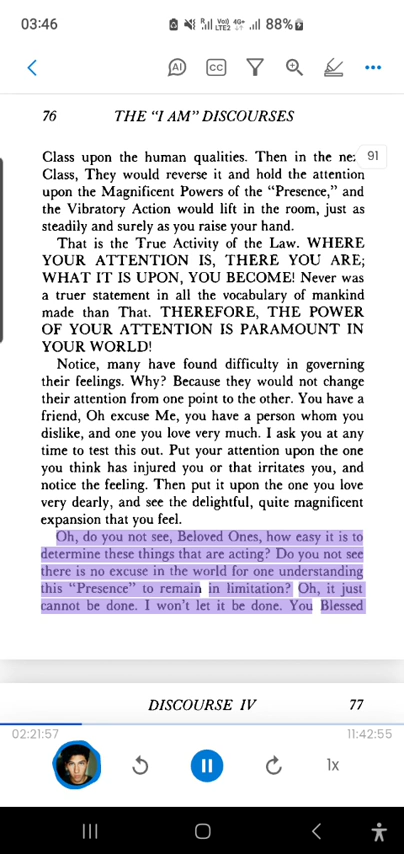 03:46
88%
AI
CC
76 THE “I AM” DISCOURSES
91
Class upon the human qualities. Then in the
Class, They would reverse it and hold the attention
upon the Magnificent Powers of the “Presence,” and
the Vibratory Action would lift in the room, just as
steadily and surely as you raise your hand.
That is the True Activity of the Law. WHERE
YOUR ATTENTION IS, THERE YOU ARE;
WHAT IT IS UPON, YOU BECOME! Never was
a truer statement in all the vocabulary of mankind
made than That. THEREFORE, THE POWER
OF YOUR ATTENTION IS PARAMOUNT IN
YOUR WORLD!
Notice, many have found difficulty in governing
their feelings. Why? Because they would not change
their attention from one point to the other. You have a
friend, Oh excuse Me, you have a person whom you
dislike, and one you love very much. I ask you at any
time to test this out. Put your attention upon the one
you think has injured you or that irritates you, and
notice the feeling. Then put it upon the one you love
very dearly, and see the delightful, quite magnificent
expansion that you feel.
Oh, do you not see, Beloved Ones, how easy it is to
determine these things that are acting? Do you not see
there is no excuse in the world for one understanding
this “Presence” to remain in limitation? Oh, it just
cannot be done. I won’t let it be done. You Blessed
DISCOURSE IV 77
02:21:57 11:42:55
1x